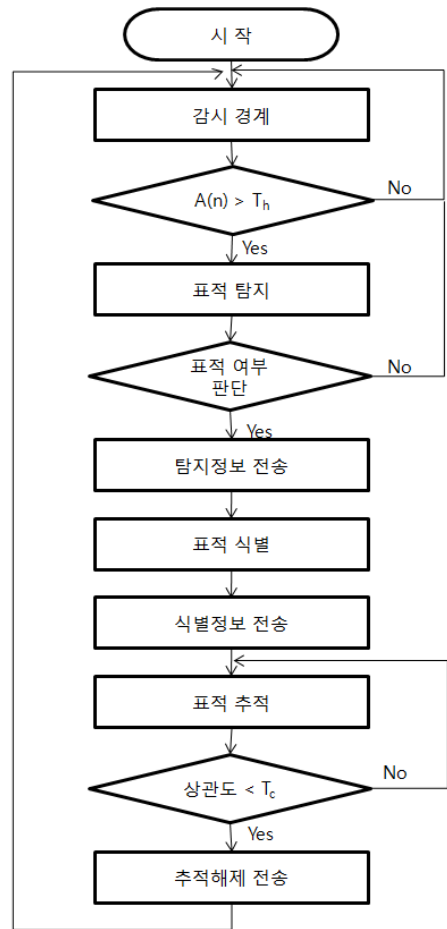 시 작
감시 경계
A(n) > Th
No
Yes
표적 탐지
표적 여부
판단
No
Yes
탐지정보 전송
표적 식별
식별정보 전송
표적 추적
상관도 < Tc
No
Yes
추적해제 전송